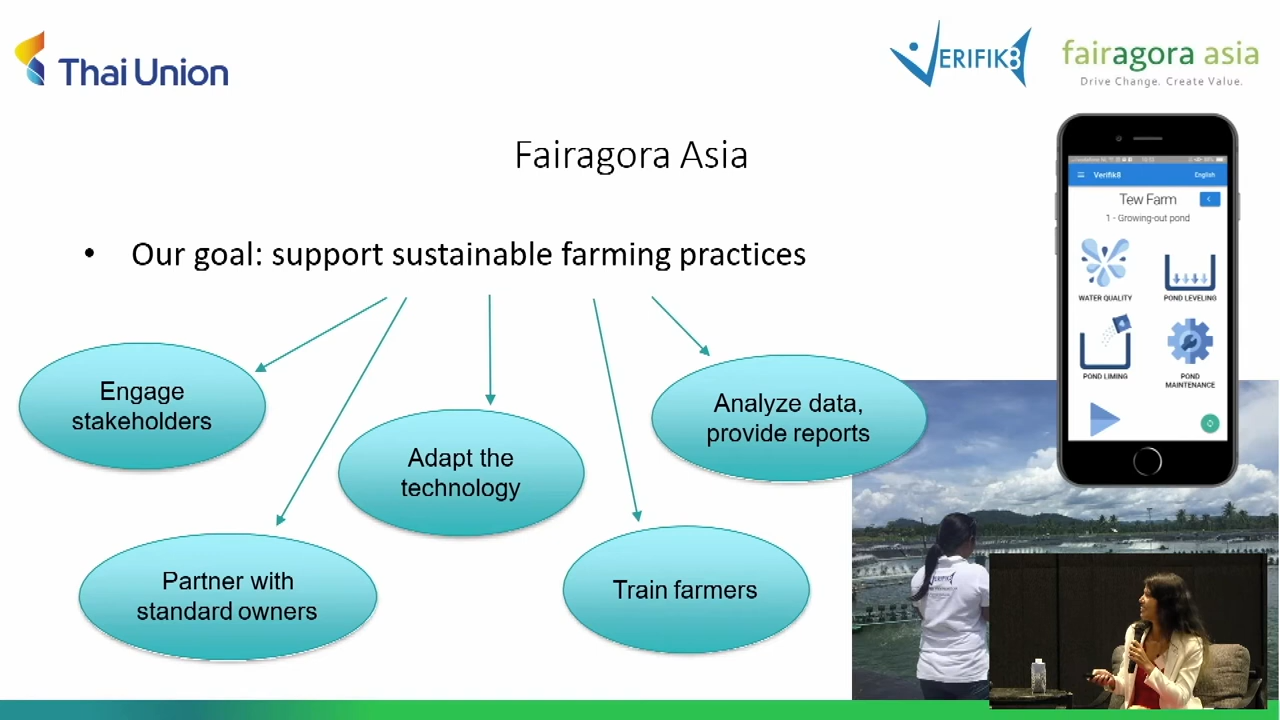 Thai Union
VERIFIK8
fairagora asia
Drive Change. Create Value.
Fairagora Asia
• Our goal: support sustainable farming practices
Engage
stakeholders
Partner with
standard owners
Adapt the
technology
Train farmers
Analyze data,
provide reports
Verifik8
English
Tew Farm
1 - Growing-out pond
WATER QUALITY
POND LEVELING
POND LIMING
POND
MAINTENANCE
VERIFIK8